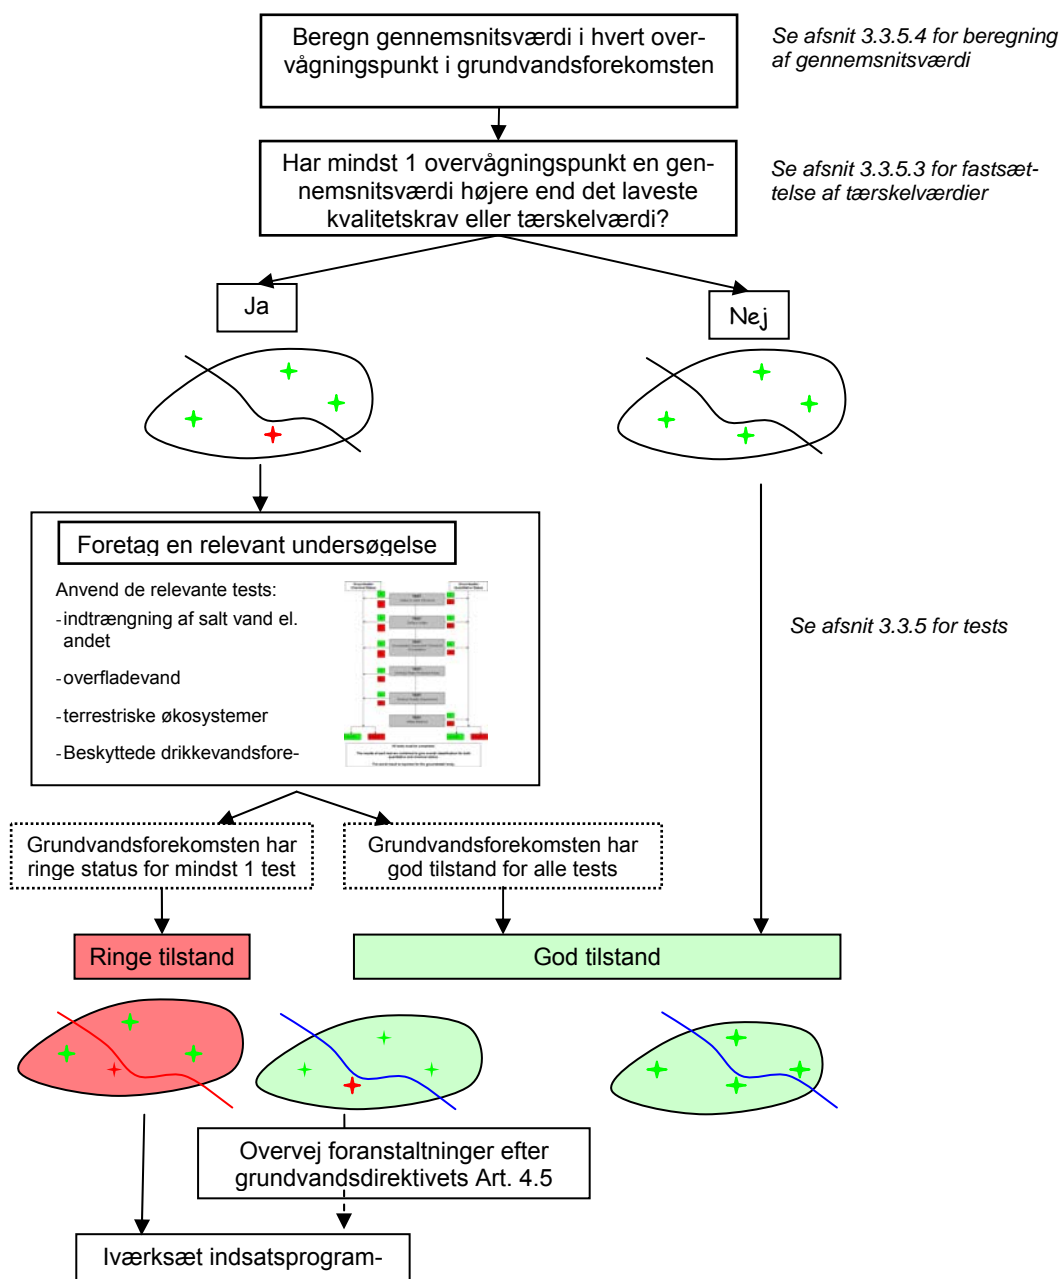 Beregn gennemsnitsværdi i hvert over-
vågningspunkt i grundvandsforekomsten
Se afsnit 3.3.5.4 for beregning
af gennemsnitsværdi
Har mindst 1 overvågningspunkt en gen-
nemsnitsværdi højere end det laveste
kvalitetskrav eller tærskelværdi?
Se afsnit 3.3.5.3 for fastsæt-
telse af tærskelværdier
Ja
Nej
Foretag en relevant undersøgelse
Anvend de relevante tests:
-indtrængning af salt vand el.
andet
-overfladevand
-terrestriske økosystemer
-Beskyttede drikkevandsfore-
Se afsnit 3.3.5 for tests
Grundvandsforekomsten har
ringe status for mindst 1 test
Grundvandsforekomsten har
god tilstand for alle tests
Ringe tilstand
God tilstand
Overvej foranstaltninger efter
grundvandsdirektivets Art. 4.5
Iværksæt indsatsprogram-